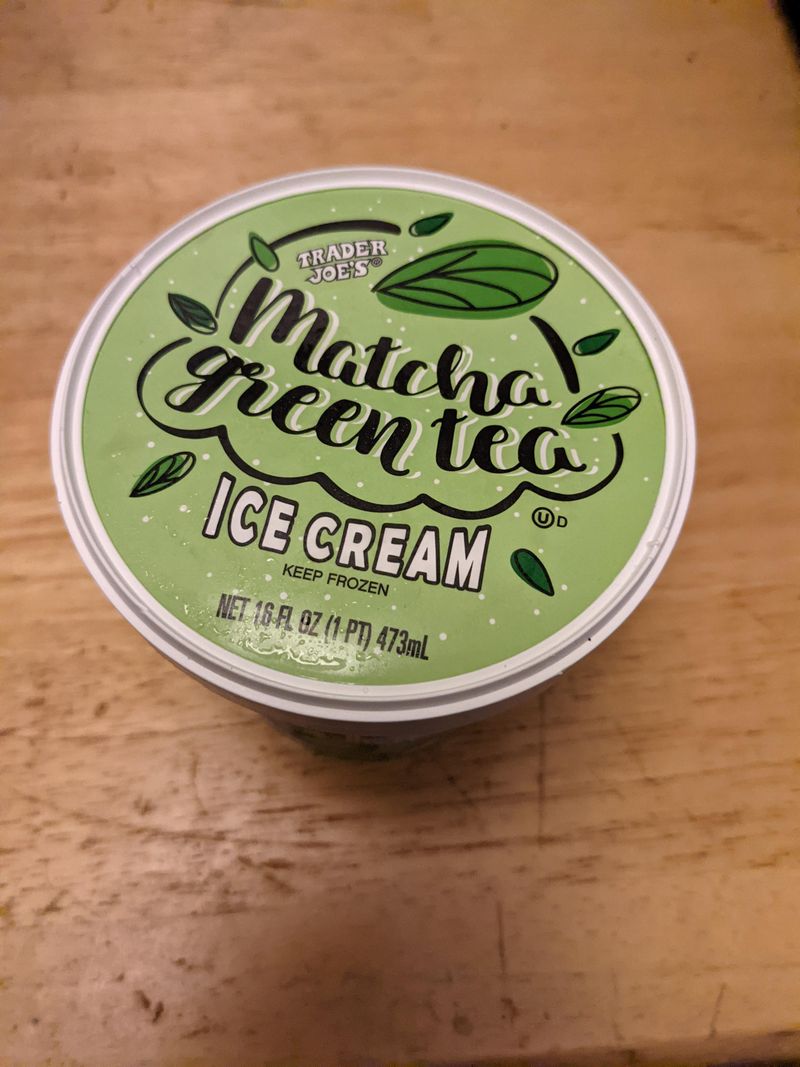 TRADER
JOE'S®
Matcha
green tea
ICE CREAM
Ⓤ D
KEEP FROZEN
NET 16 FL OZ (1 PT) 473mL